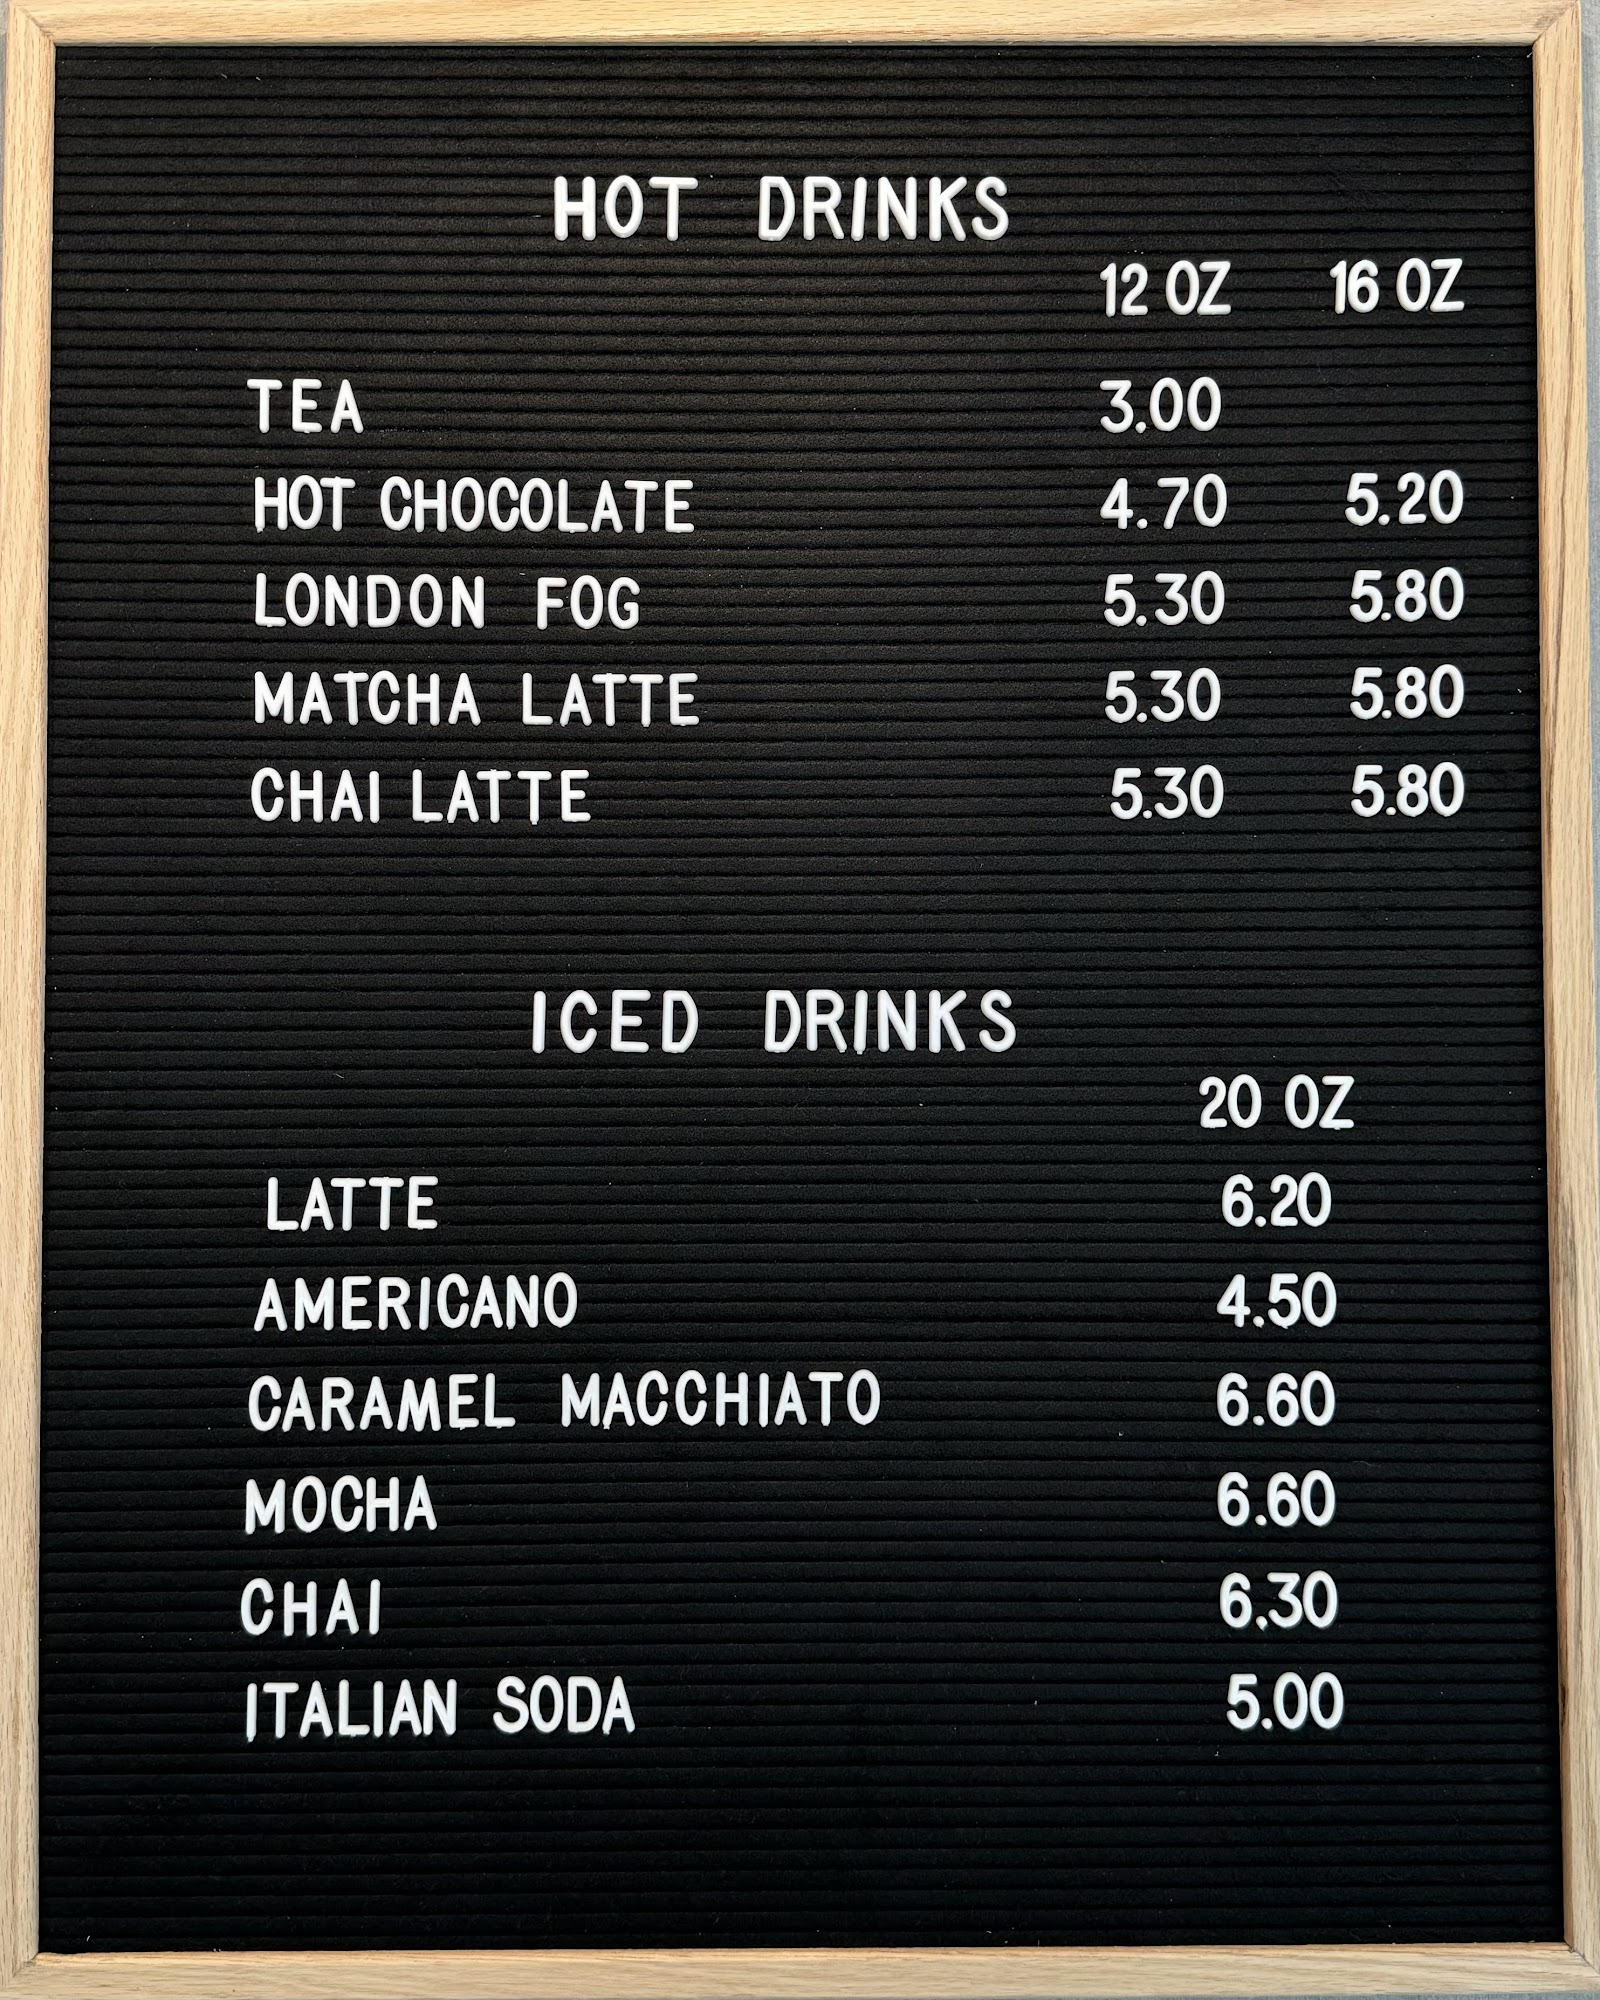 HOT DRINKS
12 OZ 16 OZ
TEA 3.00
HOT CHOCOLATE 4.70 5.20
LONDON FOG 5.30 5.80
MATCHA LATTE 5.30 5.80
CHAI LATTE 5.30 5.80
ICED DRINKS
20 OZ
LATTE 6.20
AMERICANO 4.50
CARAMEL MACCHIATO 6.60
MOCHA 6.60
CHAI 6.30
ITALIAN SODA 5.00